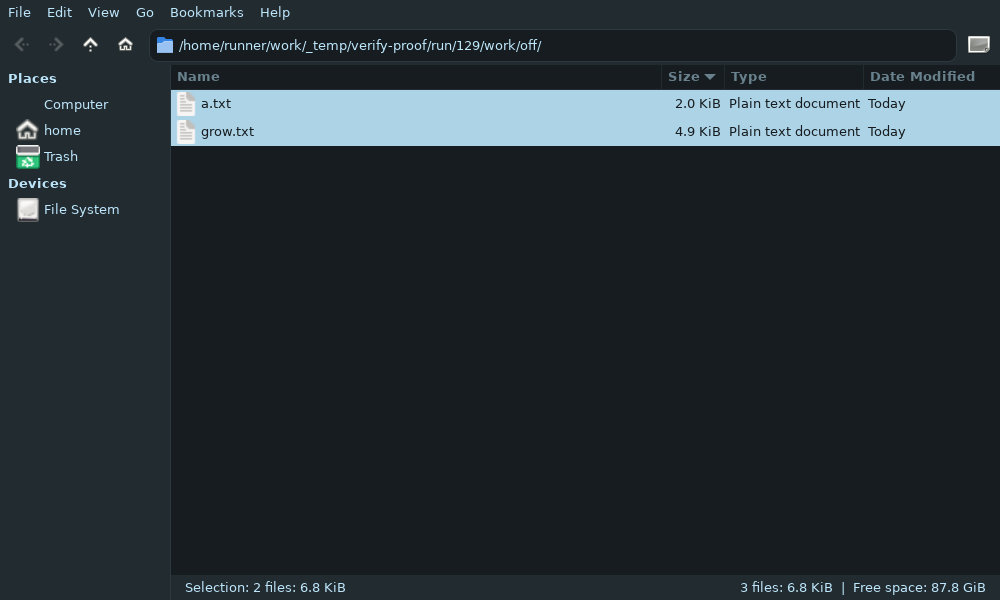 File Edit View Go Bookmarks Help
/home/runner/work/_temp/verify-proof/run/129/work/off/
Places
Computer
home
Trash
Devices
File System
Name Size Type Date Modified
a.txt 2.0 KiB Plain text document Today
grow.txt 4.9 KiB Plain text document Today
Selection: 2 files: 6.8 KiB 3 files: 6.8 KiB | Free space: 87.8 GiB